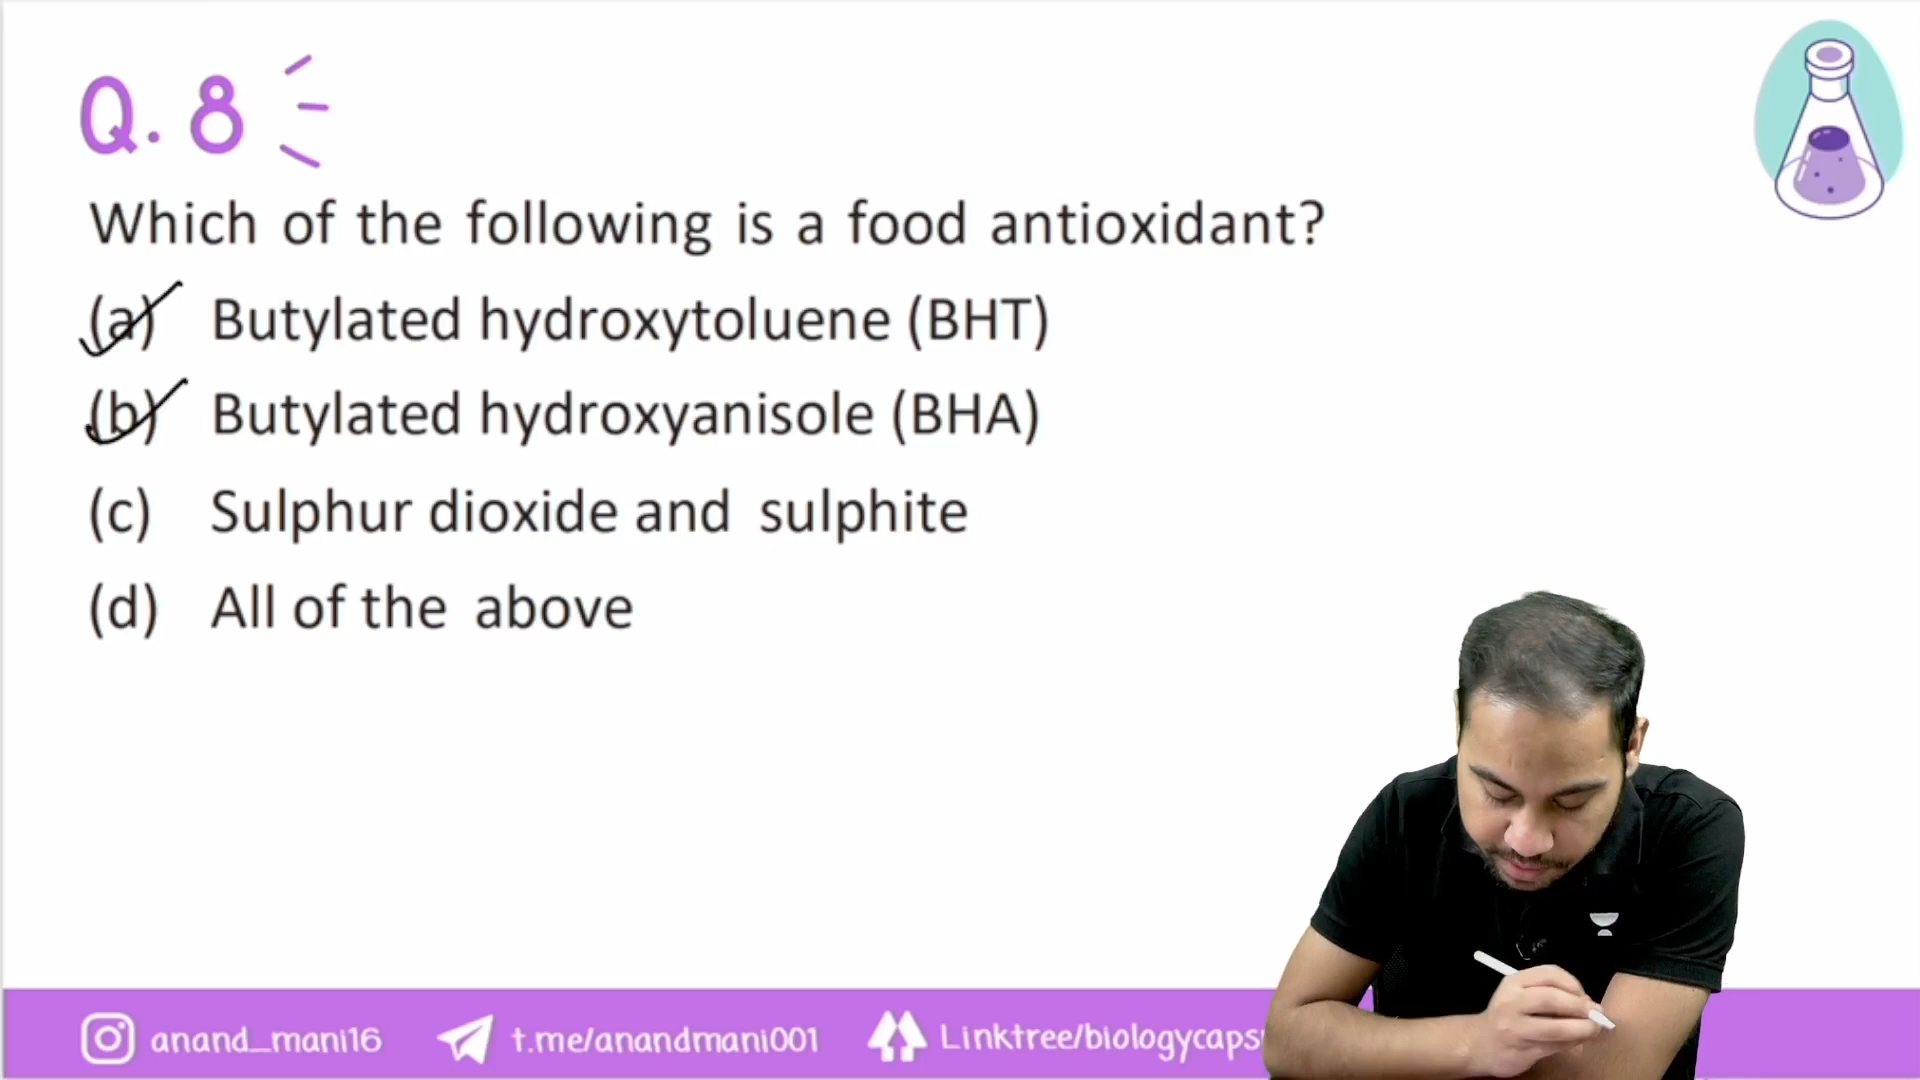 Q. 8
Which of the following is a food antioxidant?
(a) Butylated hydroxytoluene (BHT)
(b) Butylated hydroxyanisole (BHA)
(c) Sulphur dioxide and sulphite
(d) All of the above
anand_mani16 t.me/anandmani001 Linktree/biologycaps